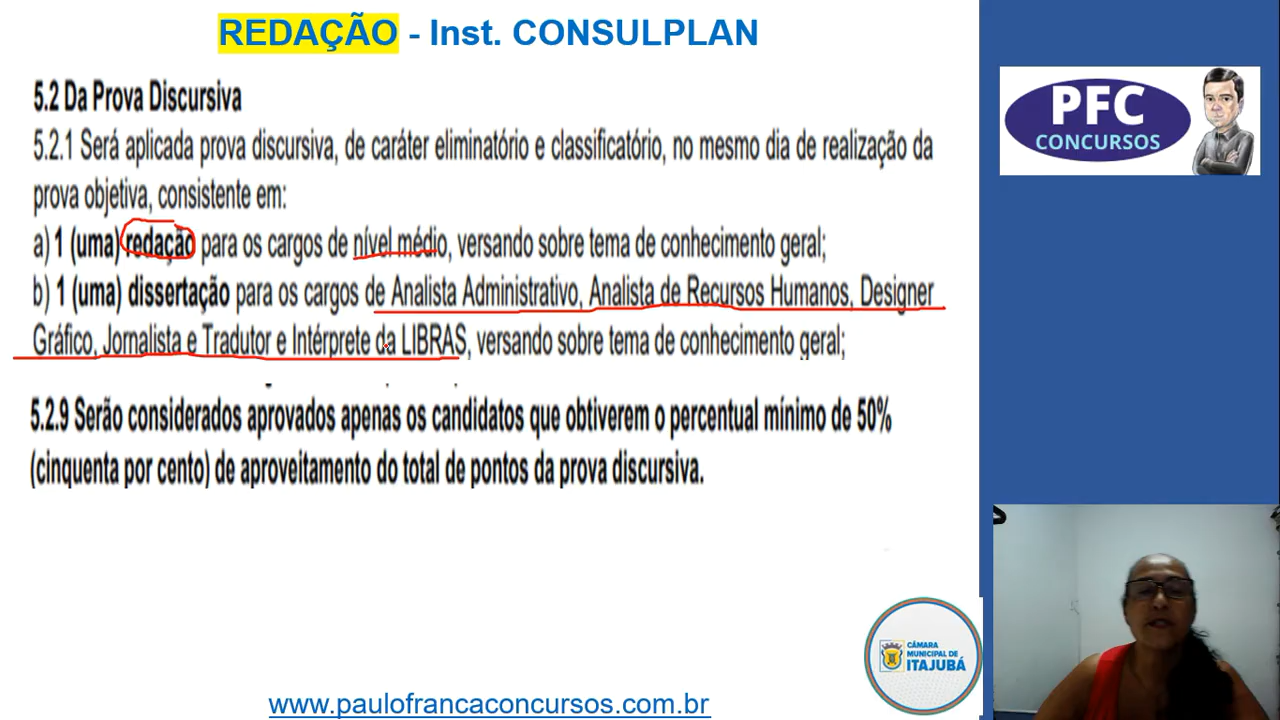 REDAÇÃO - Inst. CONSULPLAN
5.2 Da Prova Discursiva
5.2.1 Será aplicada prova discursiva, de caráter eliminatório e classificatório, no mesmo dia de realização da
prova objetiva, consistente em:
a) 1 (uma) redação para os cargos de nível médio, versando sobre tema de conhecimento geral;
b) 1 (uma) dissertação para os cargos de Analista Administrativo, Analista de Recursos Humanos, Designer
Gráfico, Jornalista e Tradutor e Intérprete da LIBRAS, versando sobre tema de conhecimento geral;
5.2.9 Serão considerados aprovados apenas os candidatos que obtiverem o percentual mínimo de 50%
(cinquenta por cento) de aproveitamento do total de pontos da prova discursiva.
PFC
CONCURSOS
CÂMARA
MUNICIPAL DE
ITAJUBÁ
www.paulofrancaconcursos.com.br